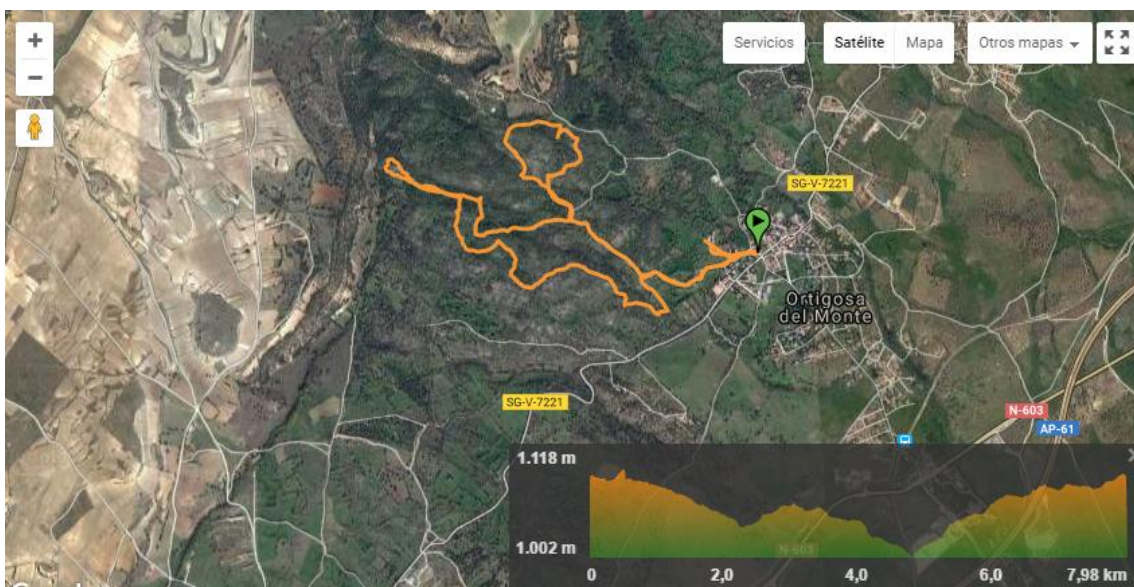 +
−
Servicios
Satélite
Mapa
Otros mapas
SG-V-7221
Ortigosa
del Monte
SG-V-7221
N-603
AP-61
1.118 m
1.002 m
N-603
0
2,0
4,0
6,0
7,98 km